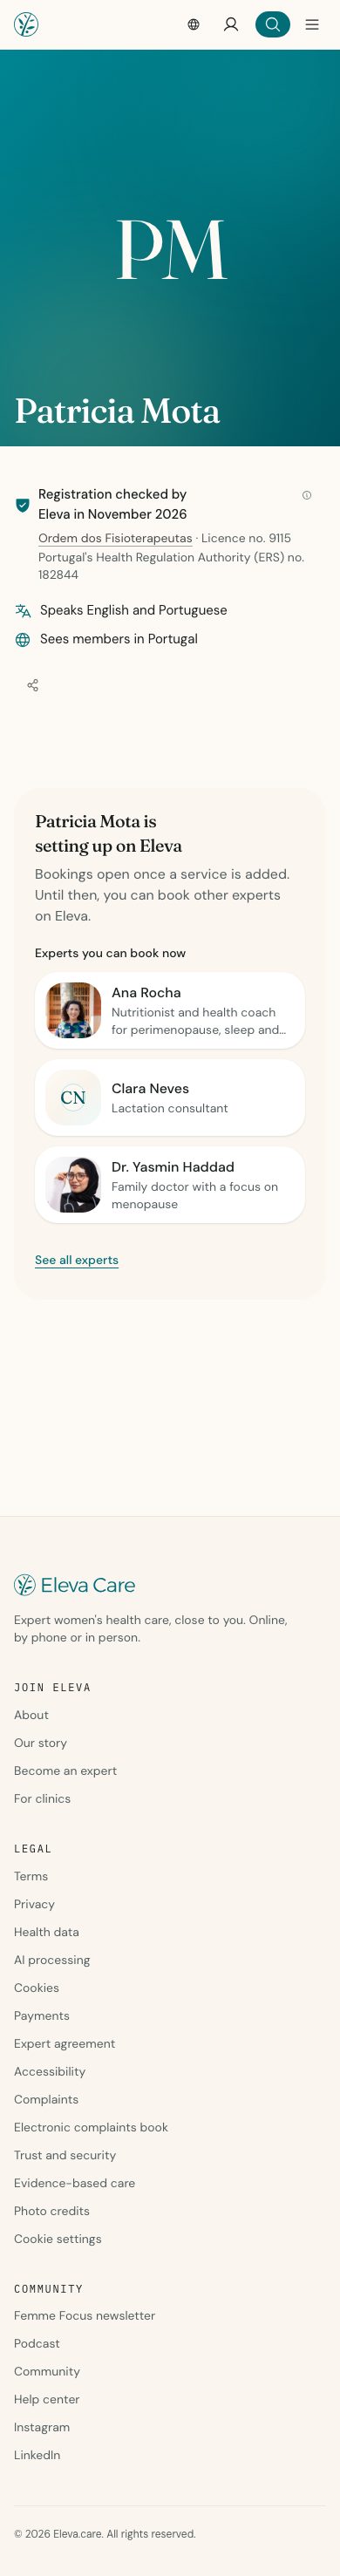 PM
Patricia Mota
Registration checked by
Eleva in November 2026
Ordem dos Fisioterapeutas · Licence no. 9115
Portugal's Health Regulation Authority (ERS) no.
182844
Speaks English and Portuguese
Sees members in Portugal
Patricia Mota is
setting up on Eleva
Bookings open once a service is added.
Until then, you can book other experts
on Eleva.
Experts you can book now
Ana Rocha
Nutritionist and health coach
for perimenopause, sleep and…
CN
Clara Neves
Lactation consultant
Dr. Yasmin Haddad
Family doctor with a focus on
menopause
See all experts
Eleva Care
Expert women's health care, close to you. Online,
by phone or in person.
JOIN ELEVA
About
Our story
Become an expert
For clinics
LEGAL
Terms
Privacy
Health data
AI processing
Cookies
Payments
Expert agreement
Accessibility
Complaints
Electronic complaints book
Trust and security
Evidence-based care
Photo credits
Cookie settings
COMMUNITY
Femme Focus newsletter
Podcast
Community
Help center
Instagram
LinkedIn
© 2026 Eleva.care. All rights reserved.